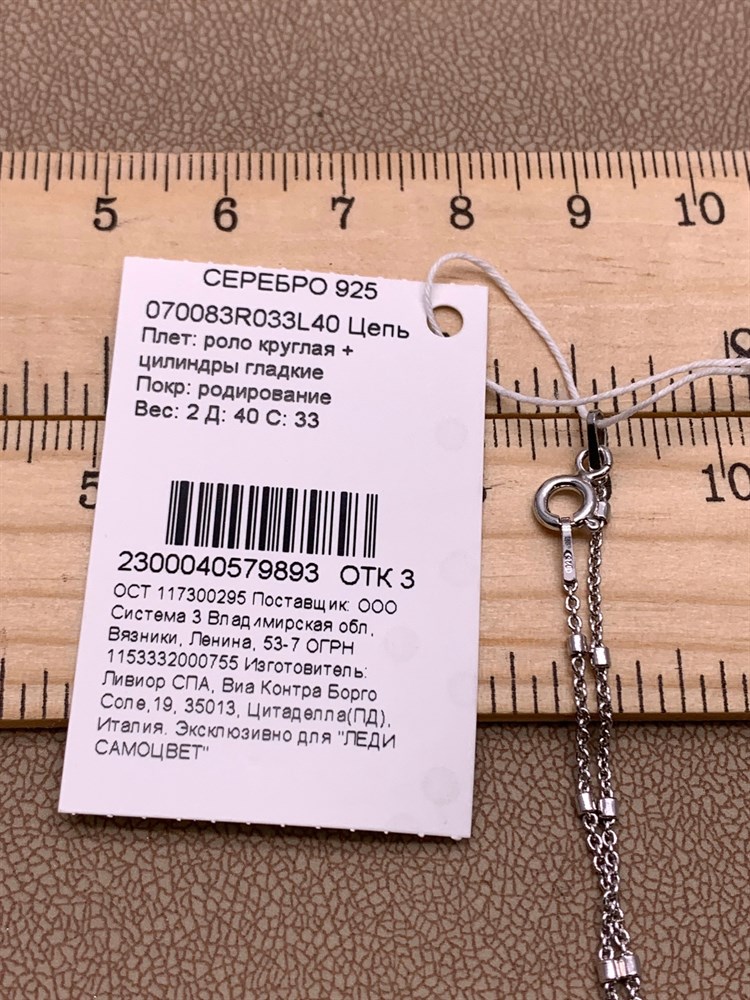 5 6 7 8 9 10
СЕРЕБРО 925
070083R033L40 Цепь
Плет: роло круглая +
цилиндры гладкие
Покр: родирование
Вес: 2 Д: 40 С: 33
2300040579893 ОТК 3
ОСТ 117300295 Поставщик: ООО
Система 3 Владимирская обл,
Вязники, Ленина, 53-7 ОГРН
1153332000755 Изготовитель:
Ливиор СПА, Виа Контра Борго
Соле,19, 35013, Цитаделла(ПД),
Италия. Эксклюзивно для "ЛЕДИ
САМОЦВЕТ"
5 10